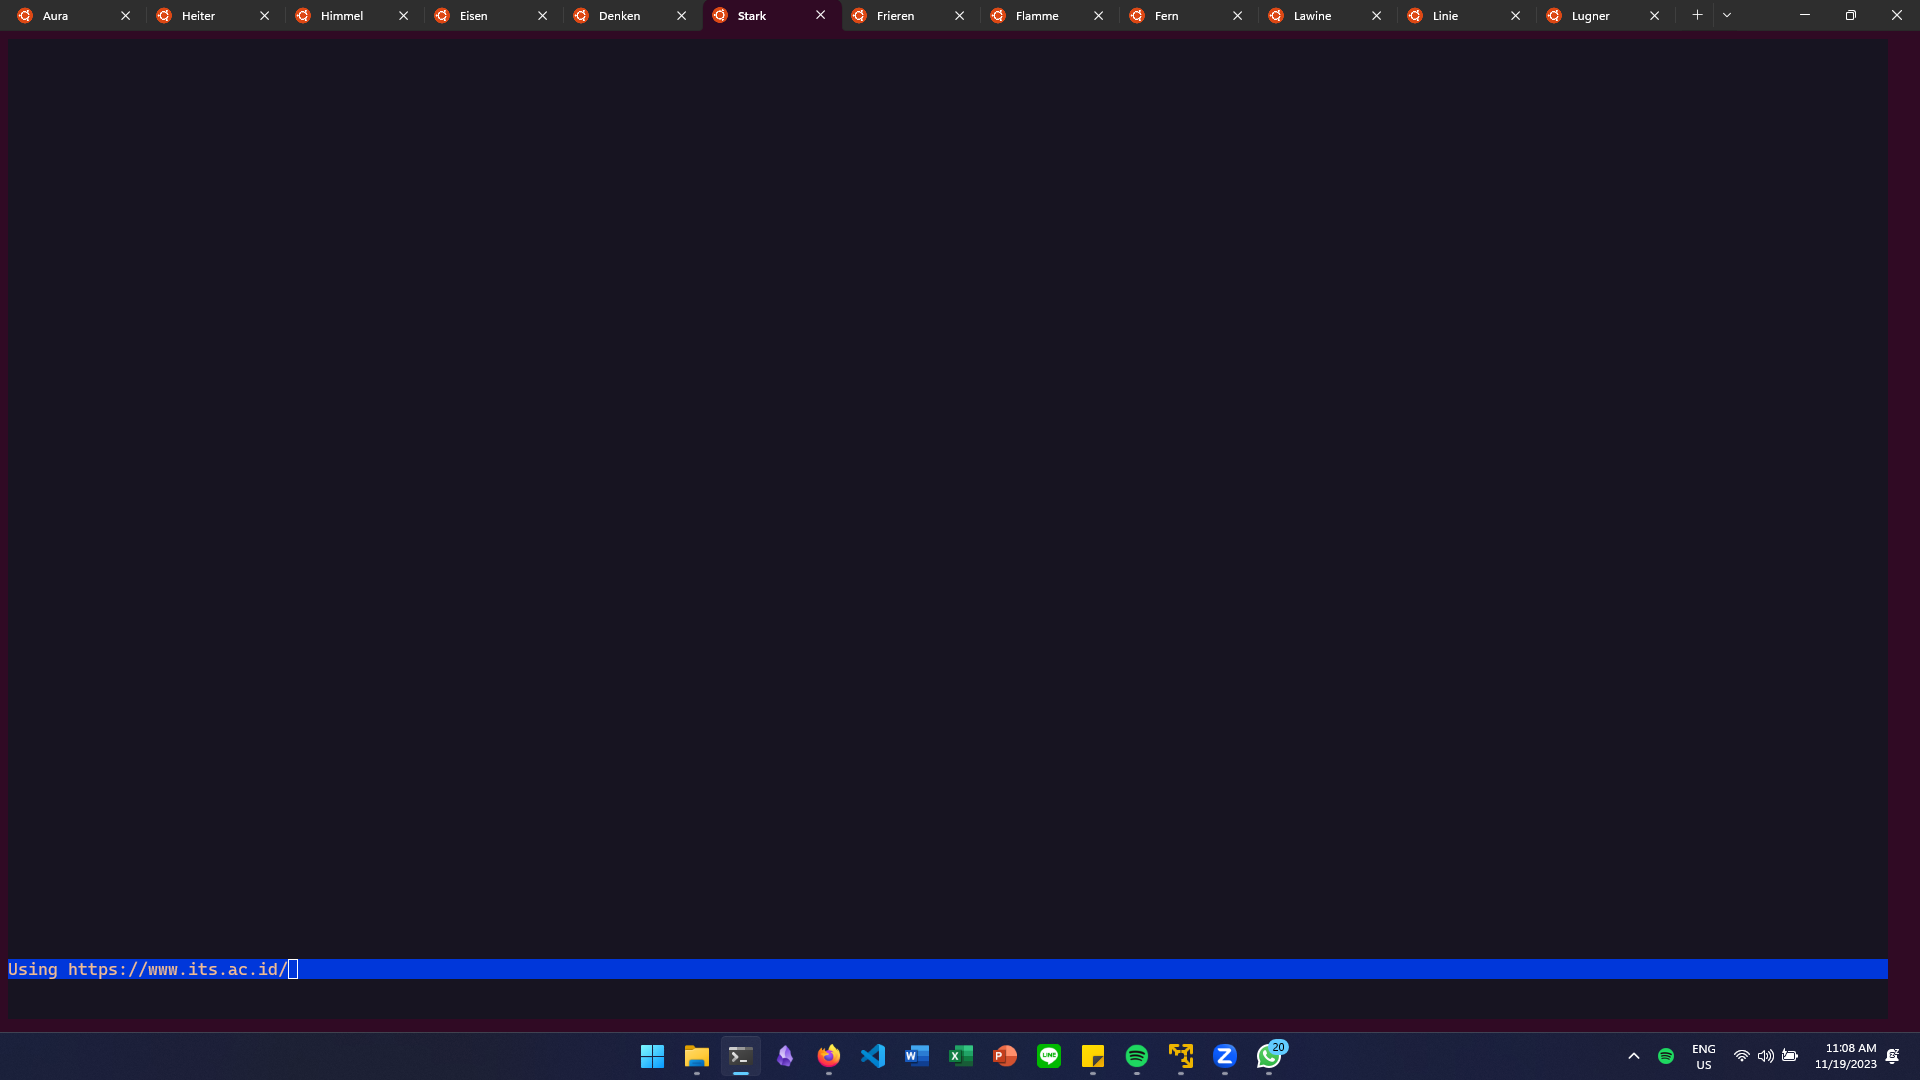 Aura Heiter Himmel Eisen Denken Stark Frieren Flamme Fern Lawine Linie Lugner
Using https://www.its.ac.id/
20
ENG
US
11:08 AM
11/19/2023